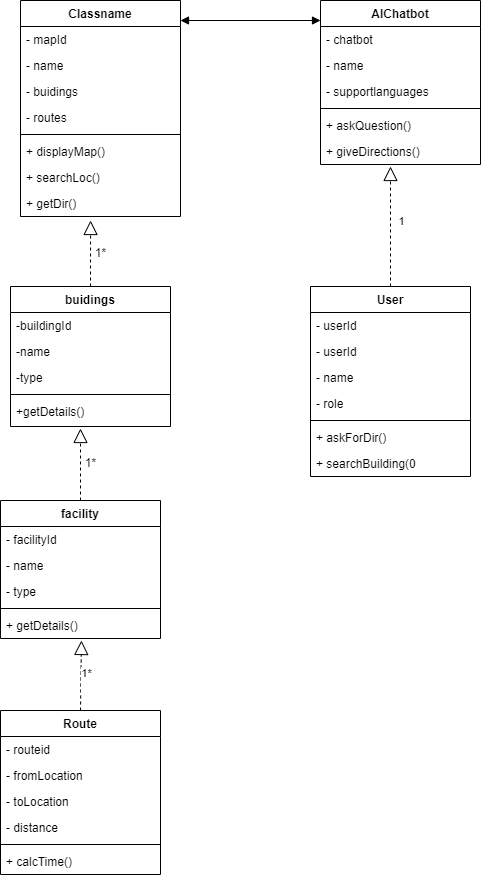 Classname
- mapId
- name
- buidings
- routes
+ displayMap()
+ searchLoc()
+ getDir()
AIChatbot
- chatbot
- name
- supportlanguages
+ askQuestion()
+ giveDirections()
1*
1
buidings
-buildingId
-name
-type
+getDetails()
User
- userId
- userId
- name
- role
+ askForDir()
+ searchBuilding(0
1*
facility
- facilityId
- name
- type
+ getDetails()
1*
Route
- routeid
- fromLocation
- toLocation
- distance
+ calcTime()